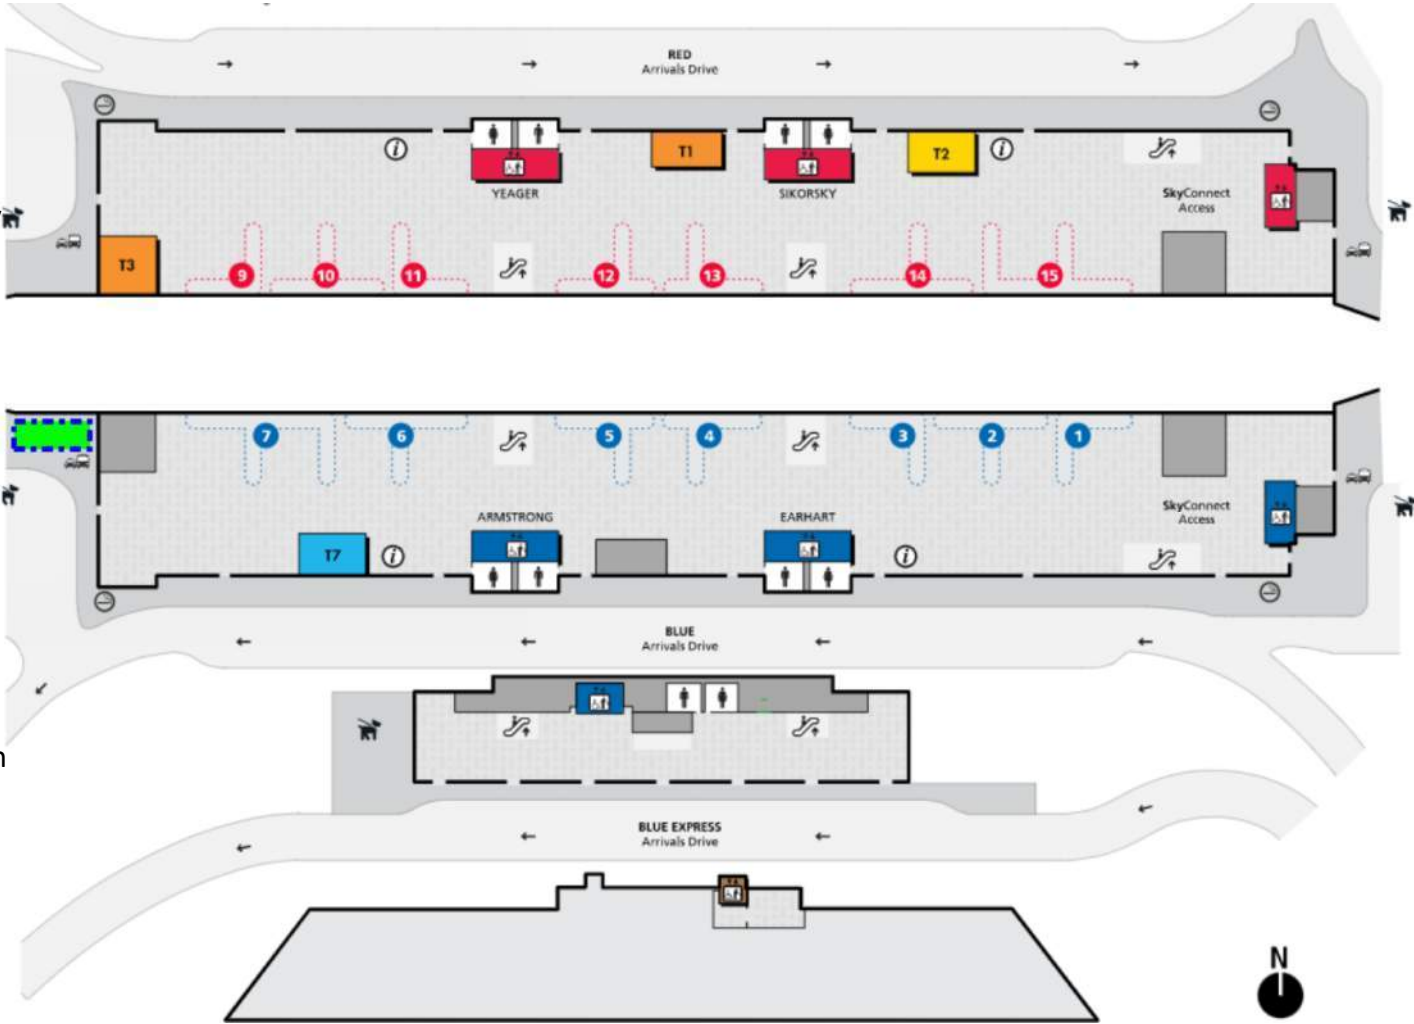 RED
Arrivals Drive
T1
T2
YEAGER
SIKORSKY
SkyConnect
Access
T3
9
10
11
12
13
14
15
7
6
5
4
3
2
1
ARMSTRONG
EARHART
SkyConnect
Access
T7
BLUE
Arrivals Drive
n
BLUE EXPRESS
Arrivals Drive
N